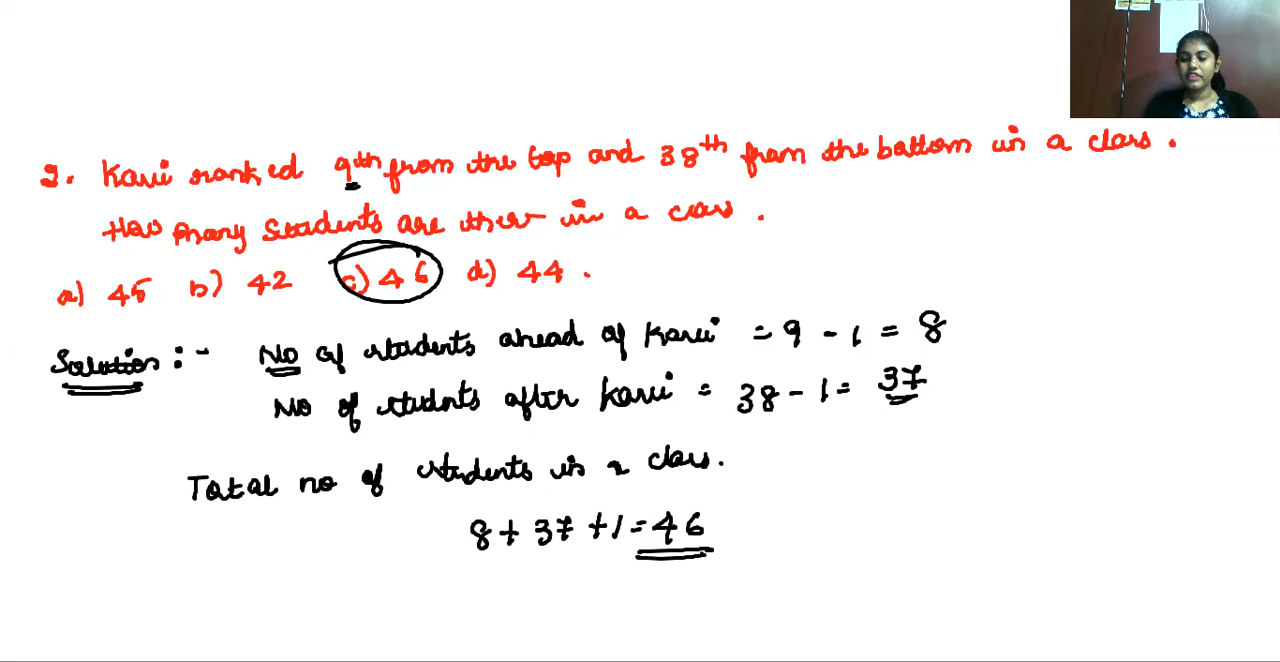 2. Kavi ranked 9th from the top and 38th from the bottom in a class.
How many students are there in a class.
a) 45 b) 42 c) 46 d) 44.
Solution:- No of students ahead of Kavi = 9 - 1 = 8
No of students after Kavi = 38 - 1 = 37
Total no of students in a class.
8 + 37 + 1 = 46